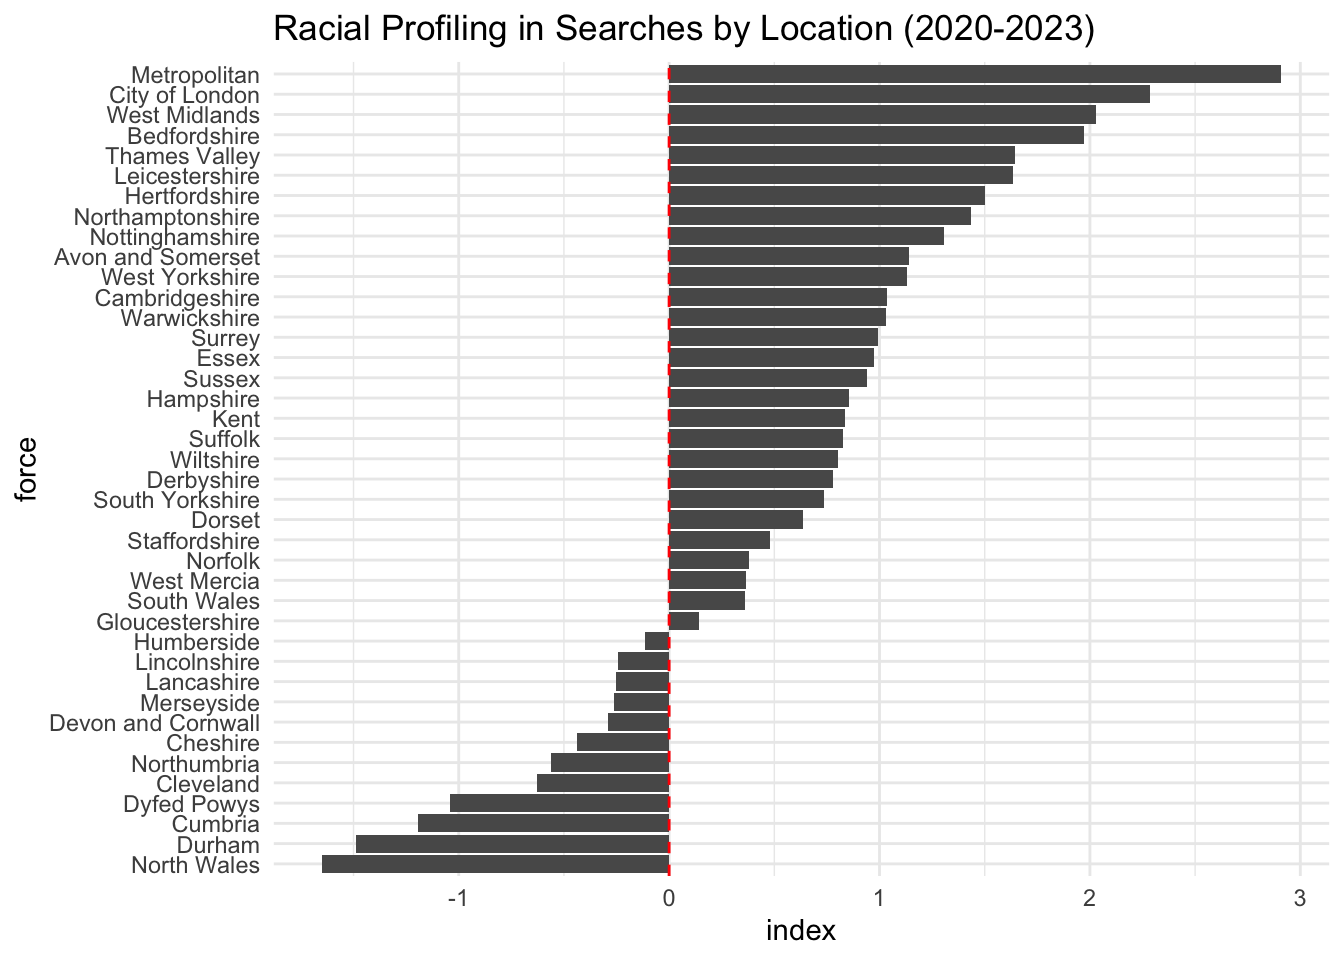 Racial Profiling in Searches by Location (2020-2023)
Metropolitan
City of London
West Midlands
Bedfordshire
Thames Valley
Leicestershire
Hertfordshire
Northamptonshire
Nottinghamshire
Avon and Somerset
West Yorkshire
Cambridgeshire
Warwickshire
Surrey
Essex
Sussex
Hampshire
Kent
Suffolk
Wiltshire
Derbyshire
South Yorkshire
Dorset
Staffordshire
Norfolk
West Mercia
South Wales
Gloucestershire
Humberside
Lincolnshire
Lancashire
Merseyside
Devon and Cornwall
Cheshire
Northumbria
Cleveland
Dyfed Powys
Cumbria
Durham
North Wales
force
-1 0 1 2 3
index